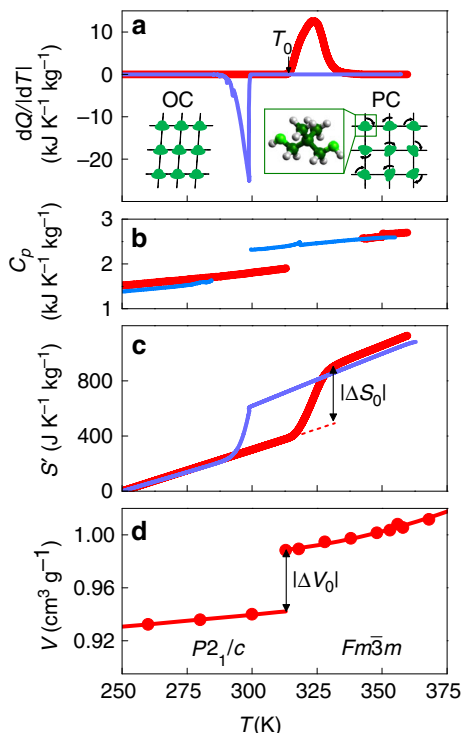 a
T₀
10
0
−10
−20
dQ/|dT|
(kJ K⁻¹ kg⁻¹)
OC
PC
b
3
2
1
Cₚ
(kJ K⁻¹ kg⁻¹)
c
800
400
0
S′ (J K⁻¹ kg⁻¹)
|ΔS₀|
d
1.00
0.96
0.92
V (cm³ g⁻¹)
|ΔV₀|
P2₁/c
Fm3̅m
250 275 300 325 350 375
T(K)